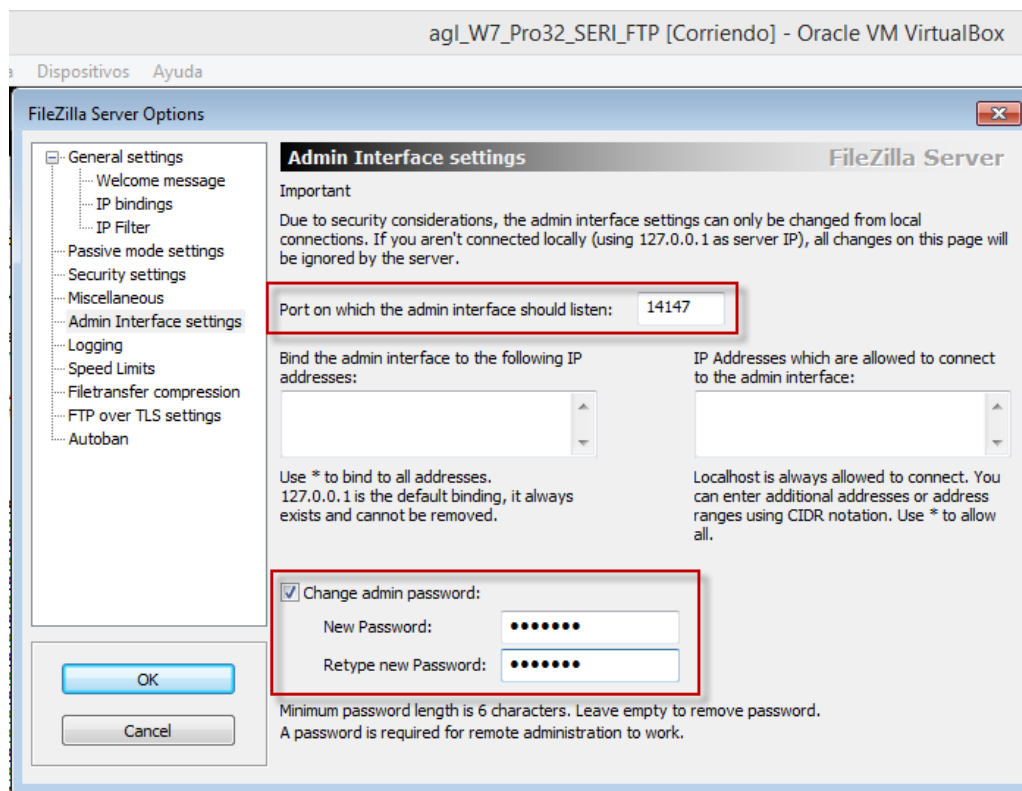 agl_W7_Pro32_SERI_FTP [Corriendo] - Oracle VM VirtualBox
a Dispositivos Ayuda
FileZilla Server Options
General settings
Welcome message
IP bindings
IP Filter
Passive mode settings
Security settings
Miscellaneous
Admin Interface settings
Logging
Speed Limits
Filetransfer compression
FTP over TLS settings
Autoban
OK
Cancel
Admin Interface settings FileZilla Server
Important
Due to security considerations, the admin interface settings can only be changed from local
connections. If you aren't connected locally (using 127.0.0.1 as server IP), all changes on this page will
be ignored by the server.
Port on which the admin interface should listen: 14147
Bind the admin interface to the following IP
addresses:
Use * to bind to all addresses.
127.0.0.1 is the default binding, it always
exists and cannot be removed.
IP Addresses which are allowed to connect
to the admin interface:
Localhost is always allowed to connect. You
can enter additional addresses or address
ranges using CIDR notation. Use * to allow
all.
Change admin password:
New Password: •••••••
Retype new Password: •••••••
Minimum password length is 6 characters. Leave empty to remove password.
A password is required for remote administration to work.